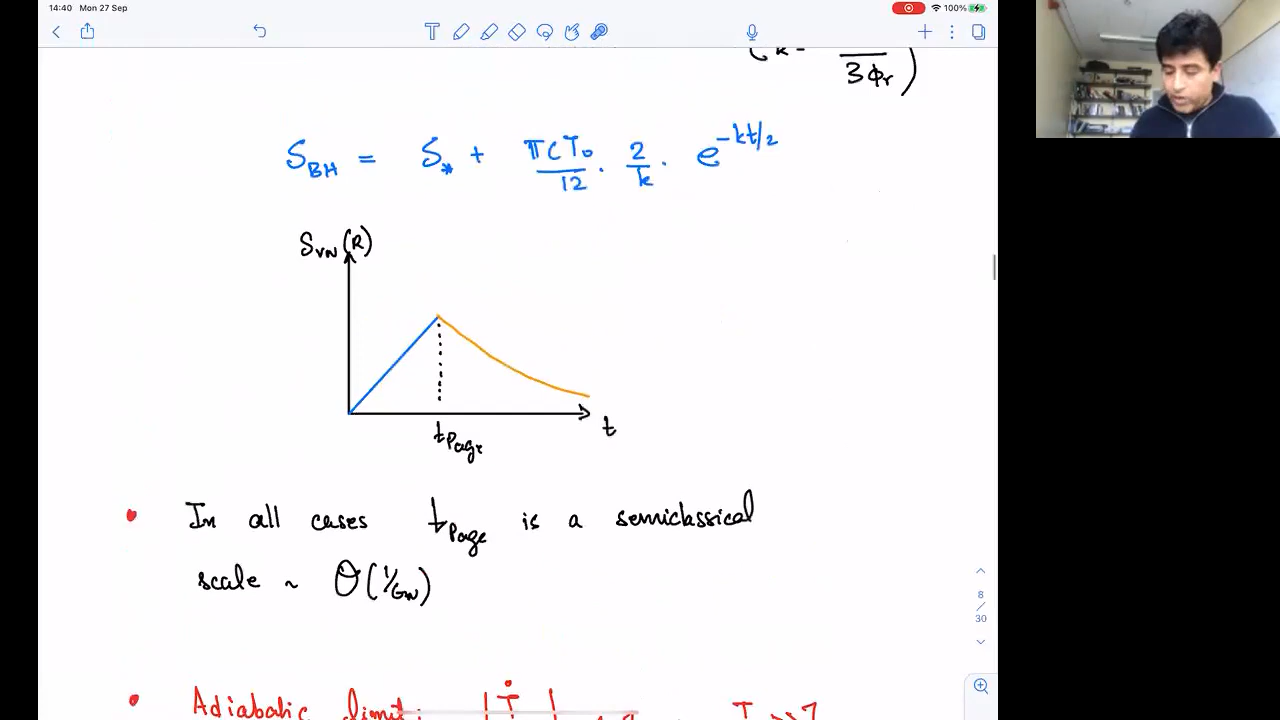 14:40 Mon 27 Sep
100%
3ϕr )
S_BH = S_* + πcT₀/12 · 2/k · e^{-kt/2}
S_VN(R)
t
t_Page
• In all cases t_Page is a semiclassical
scale ~ O(1/G_N)
8
/
30
• Adiabatic limit: